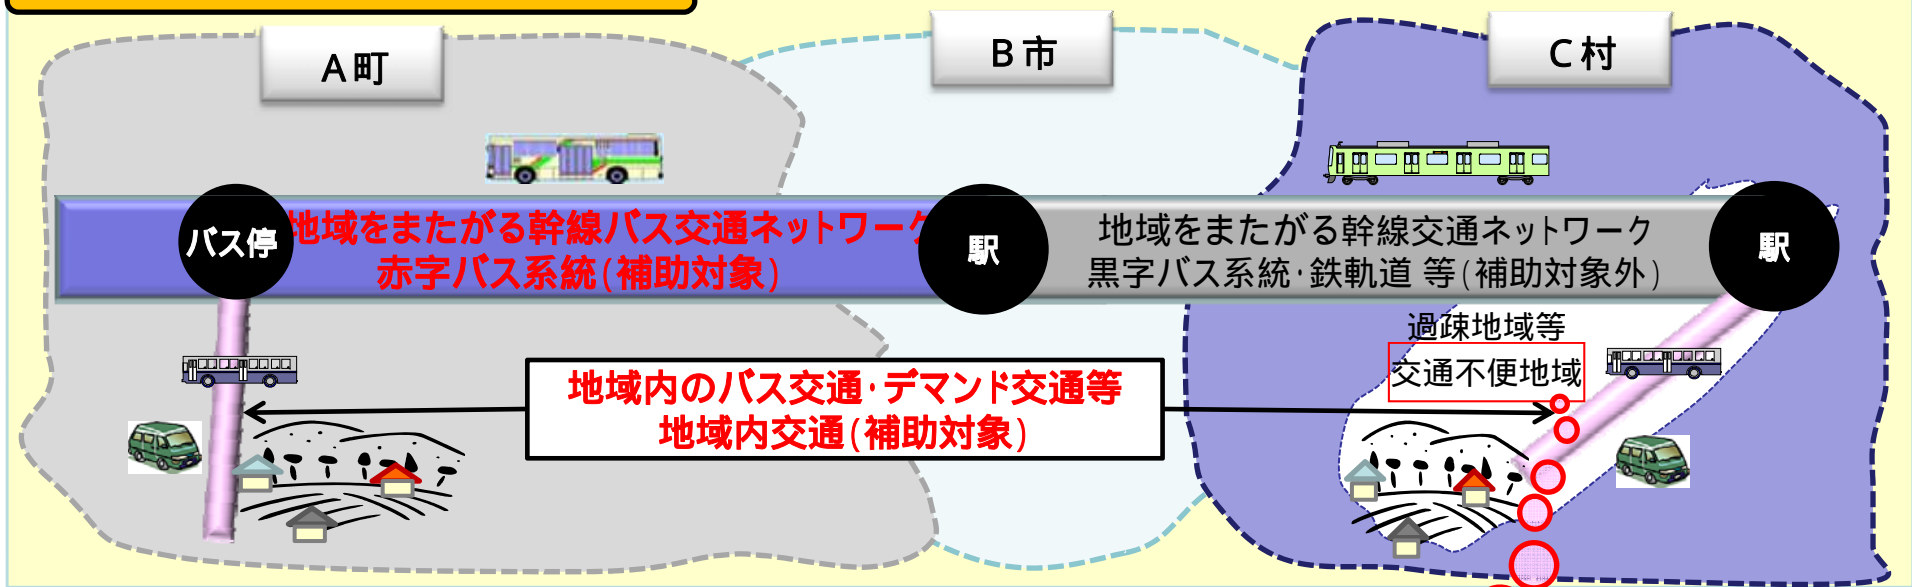 A町
B市
C村
バス停
地域をまたがる幹線バス交通ネットワーク
赤字バス系統(補助対象)
駅
地域をまたがる幹線交通ネットワーク
黒字バス系統･鉄軌道 等(補助対象外)
駅
過疎地域等
交通不便地域
地域内のバス交通･デマンド交通等
地域内交通(補助対象)